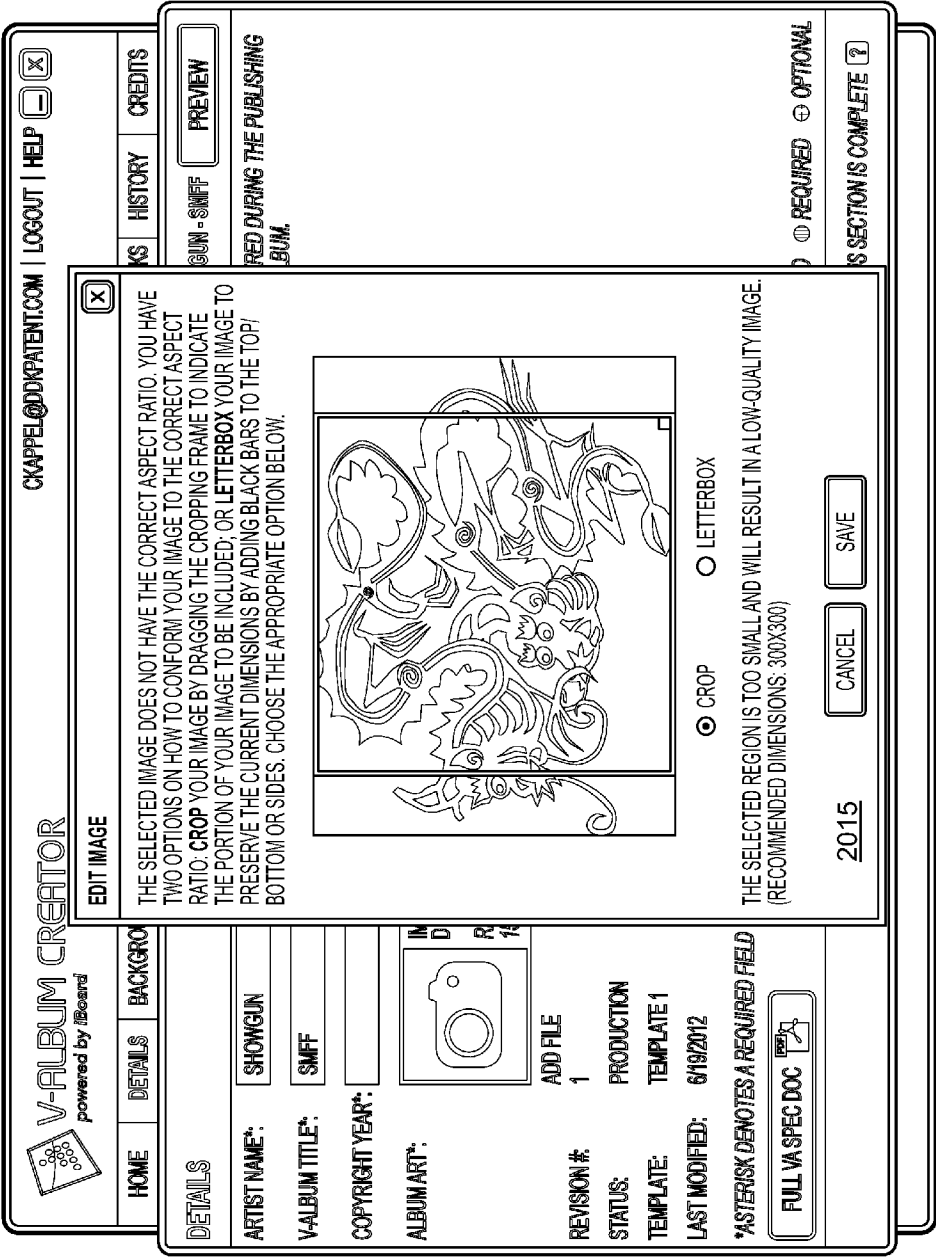 V-ALBUM CREATOR
powered by iBoard
CKAPPEL@DDKPATENT.COM | LOGOUT | HELP
X
HOME
DETAILS
KS
HISTORY
CREDITS
DETAILS
GUN - SMFF
PREVIEW
ARTIST NAME*:
SHOWGUN
RED DURING THE PUBLISHING
BUM.
V-ALBUM TITLE*:
SMFF
COPYRIGHT YEAR*:
ALBUM ART*:
ADD FILE
REVISION #:
1
STATUS:
PRODUCTION
TEMPLATE:
TEMPLATE 1
LAST MODIFIED:
6/19/2012
*ASTERISK DENOTES A REQUIRED FIELD
REQUIRED
OPTIONAL
FULL VA SPEC DOC
PDF
S SECTION IS COMPLETE ?
EDIT IMAGE
X
THE SELECTED IMAGE DOES NOT HAVE THE CORRECT ASPECT RATIO. YOU HAVE
TWO OPTIONS ON HOW TO CONFORM YOUR IMAGE TO THE CORRECT ASPECT
RATIO: CROP YOUR IMAGE BY DRAGGING THE CROPPING FRAME TO INDICATE
THE PORTION OF YOUR IMAGE TO BE INCLUDED; OR LETTERBOX YOUR IMAGE TO
PRESERVE THE CURRENT DIMENSIONS BY ADDING BLACK BARS TO THE TOP/
BOTTOM OR SIDES. CHOOSE THE APPROPRIATE OPTION BELOW.
CROP
LETTERBOX
THE SELECTED REGION IS TOO SMALL AND WILL RESULT IN A LOW-QUALITY IMAGE.
(RECOMMENDED DIMENSIONS: 300X300)
CANCEL
SAVE
2015